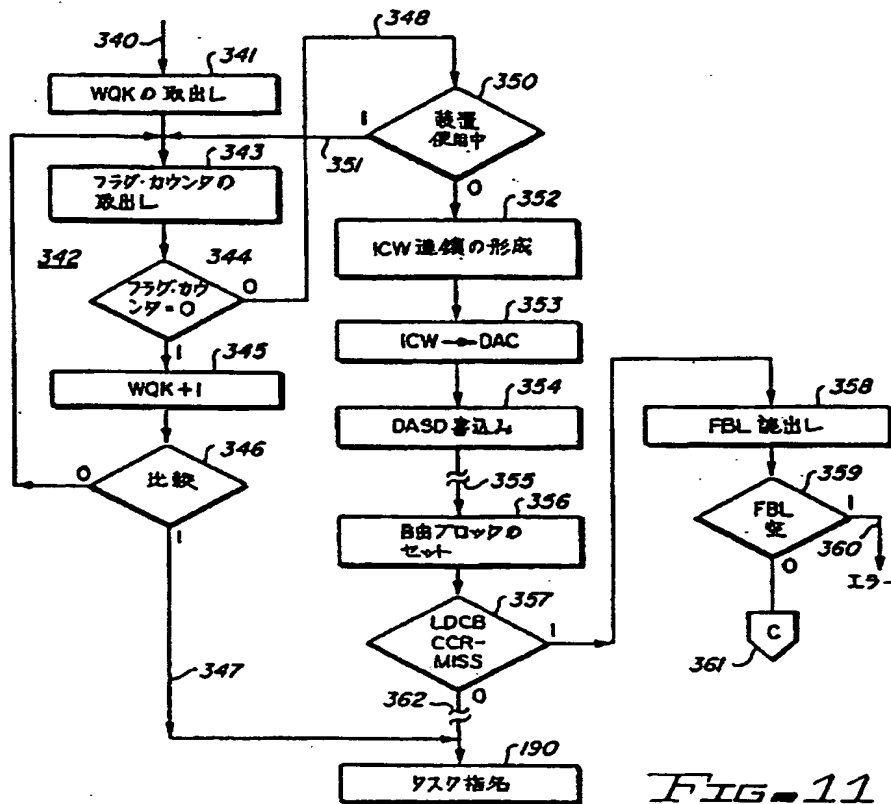 340
341
WQKの取出し
343
フラグ・カウンタの
取出し
342
344
フラグ・カウ
ンタ=0
0
1
345
WQK+1
346
比較
0
1
347
348
350
装置
使用中
1
351
0
352
ICW連鎖の形成
353
ICW→DAC
354
DASD書込み
355
356
自由ブロックの
セット
357
LDCB
CCR-
MISS
1
0
362
190
タスク指名
358
FBL読出し
359
FBL
空
1
360
エラー
0
C
361
FIG-11